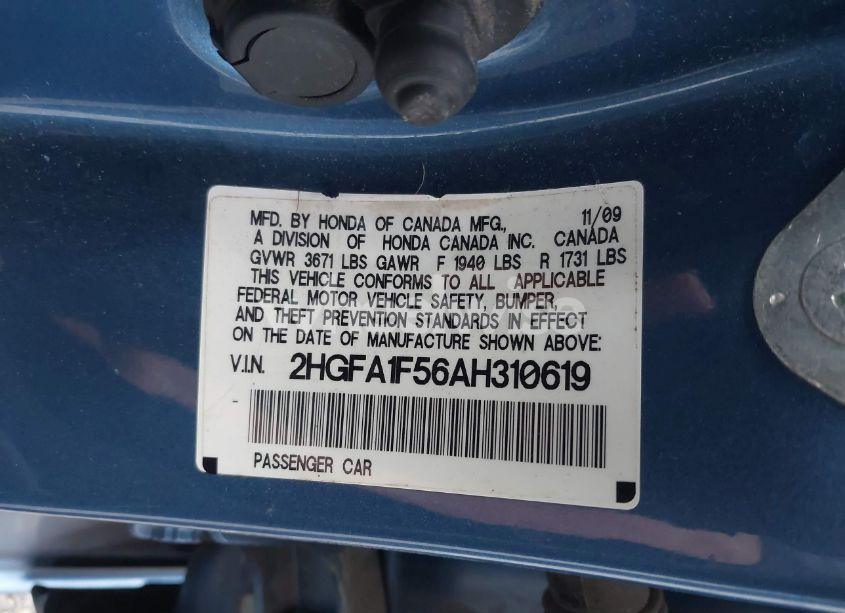 MFD. BY HONDA OF CANADA MFG., 11/09
A DIVISION OF HONDA CANADA INC. CANADA
GVWR 3671 LBS GAWR F 1940 LBS R 1731 LBS
THIS VEHICLE CONFORMS TO ALL APPLICABLE
FEDERAL MOTOR VEHICLE SAFETY, BUMPER,
AND THEFT PREVENTION STANDARDS IN EFFECT
ON THE DATE OF MANUFACTURE SHOWN ABOVE:
V.I.N. 2HGFA1F56AH310619
PASSENGER CAR